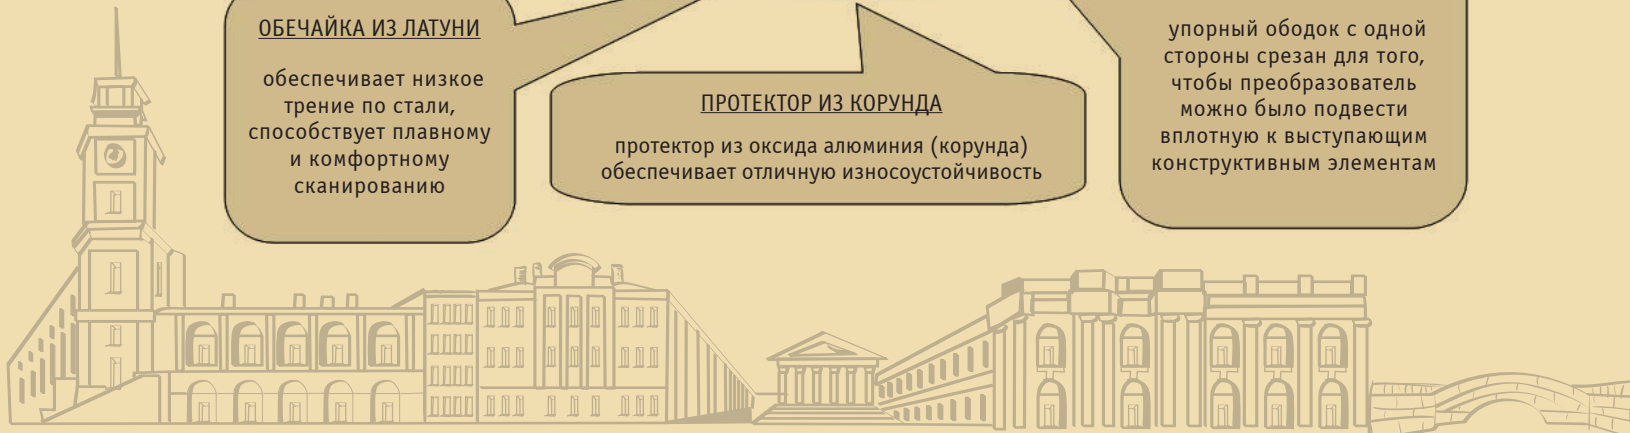 ОБЕЧАЙКА ИЗ ЛАТУНИ
обеспечивает низкое
трение по стали,
способствует плавному
и комфортному
сканированию
ПРОТЕКТОР ИЗ КОРУНДА
протектор из оксида алюминия (корунда)
обеспечивает отличную износоустойчивость
упорный ободок с одной
стороны срезан для того,
чтобы преобразователь
можно было подвести
вплотную к выступающим
конструктивным элементам